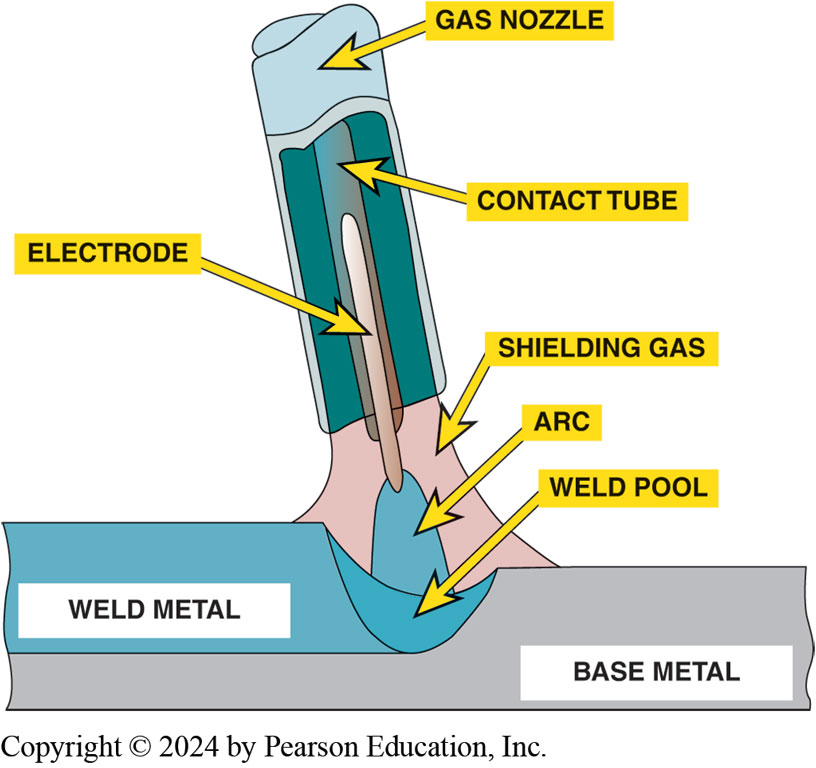 GAS NOZZLE
CONTACT TUBE
ELECTRODE
SHIELDING GAS
ARC
WELD POOL
WELD METAL
BASE METAL
Copyright © 2024 by Pearson Education, Inc.